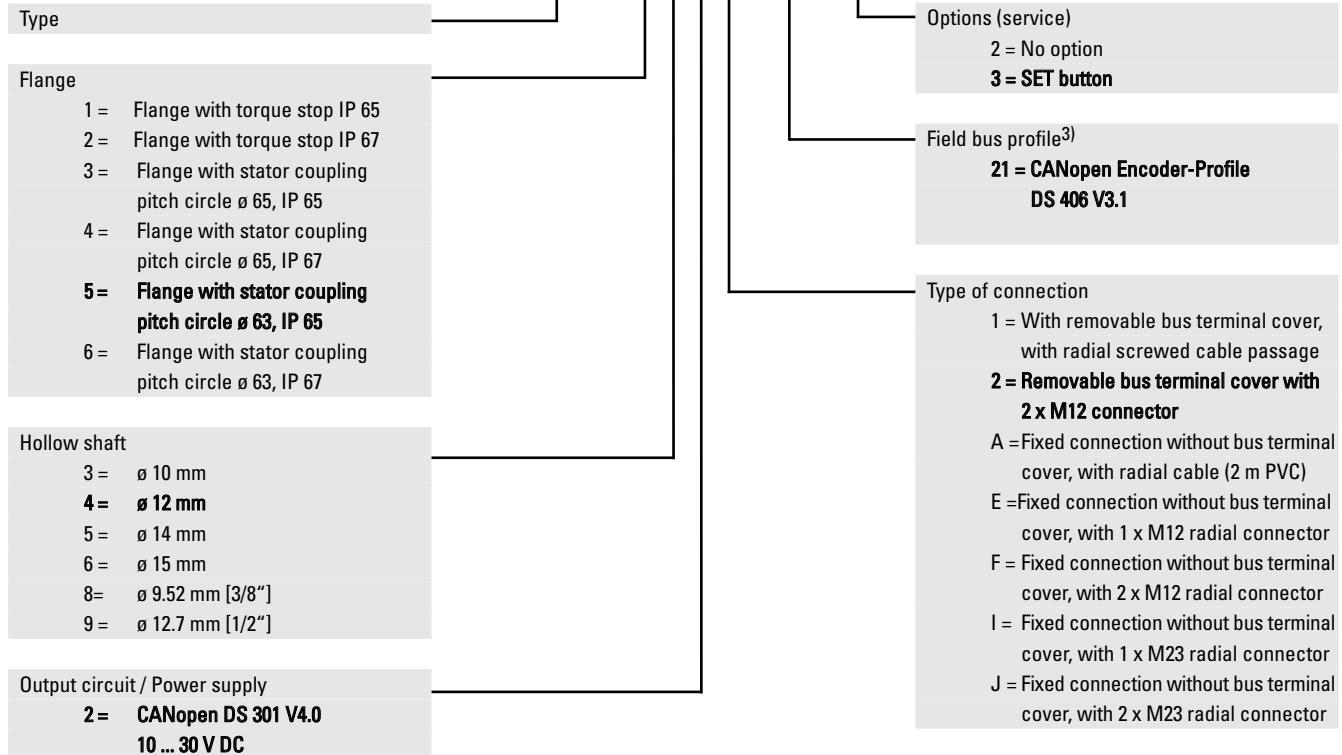 Type
Flange
1 = Flange with torque stop IP 65
2 = Flange with torque stop IP 67
3 = Flange with stator coupling
pitch circle ø 65, IP 65
4 = Flange with stator coupling
pitch circle ø 65, IP 67
5 = Flange with stator coupling
pitch circle ø 63, IP 65
6 = Flange with stator coupling
pitch circle ø 63, IP 67
Hollow shaft
3 = ø 10 mm
4 = ø 12 mm
5 = ø 14 mm
6 = ø 15 mm
8= ø 9.52 mm [3/8“]
9 = ø 12.7 mm [1/2“]
Output circuit / Power supply
2 = CANopen DS 301 V4.0
10 ... 30 V DC
Options (service)
2 = No option
3 = SET button
Field bus profile3)
21 = CANopen Encoder-Profile
DS 406 V3.1
Type of connection
1 = With removable bus terminal cover,
with radial screwed cable passage
2 = Removable bus terminal cover with
2 x M12 connector
A =Fixed connection without bus terminal
cover, with radial cable (2 m PVC)
E =Fixed connection without bus terminal
cover, with 1 x M12 radial connector
F = Fixed connection without bus terminal
cover, with 2 x M12 radial connector
I = Fixed connection without bus terminal
cover, with 1 x M23 radial connector
J = Fixed connection without bus terminal
cover, with 2 x M23 radial connector